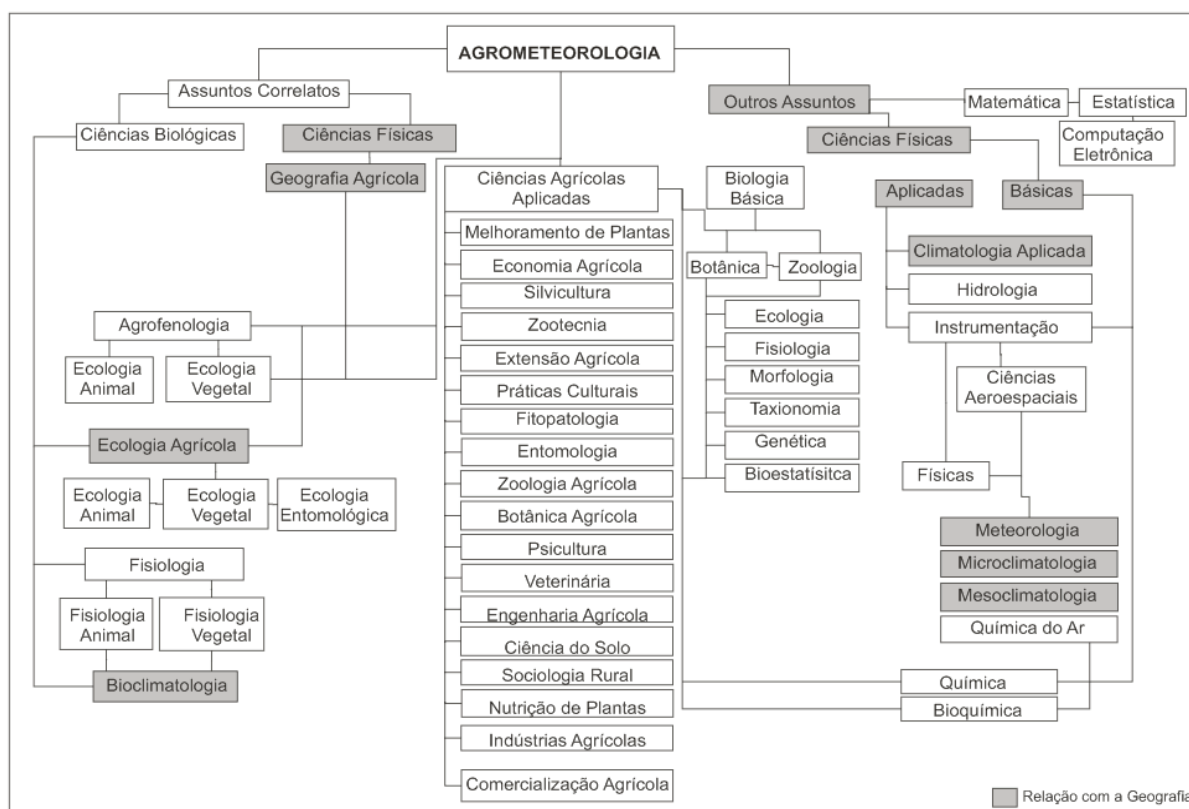 AGROMETEOROLOGIA
Assuntos Correlatos
Ciências Biológicas
Ciências Físicas
Geografia Agrícola
Agrofenologia
Ecologia
Animal
Ecologia
Vegetal
Ecologia Agrícola
Ecologia
Animal
Ecologia
Vegetal
Ecologia
Entomológica
Fisiologia
Fisiologia
Animal
Fisiologia
Vegetal
Bioclimatologia
Ciências Agrícolas
Aplicadas
Melhoramento de Plantas
Economia Agrícola
Silvicultura
Zootecnia
Extensão Agrícola
Práticas Culturais
Fitopatologia
Entomologia
Zoologia Agrícola
Botânica Agrícola
Psicultura
Veterinária
Engenharia Agrícola
Ciência do Solo
Sociologia Rural
Nutrição de Plantas
Indústrias Agrícolas
Comercialização Agrícola
Biologia
Básica
Botânica
Zoologia
Ecologia
Fisiologia
Morfologia
Taxionomia
Genética
Bioestatísitca
Outros Assuntos
Matemática
Estatística
Computação
Eletrônica
Ciências Físicas
Aplicadas
Básicas
Climatologia Aplicada
Hidrologia
Instrumentação
Ciências
Aeroespaciais
Físicas
Meteorologia
Microclimatologia
Mesoclimatologia
Química do Ar
Química
Bioquímica
Relação com a Geografia